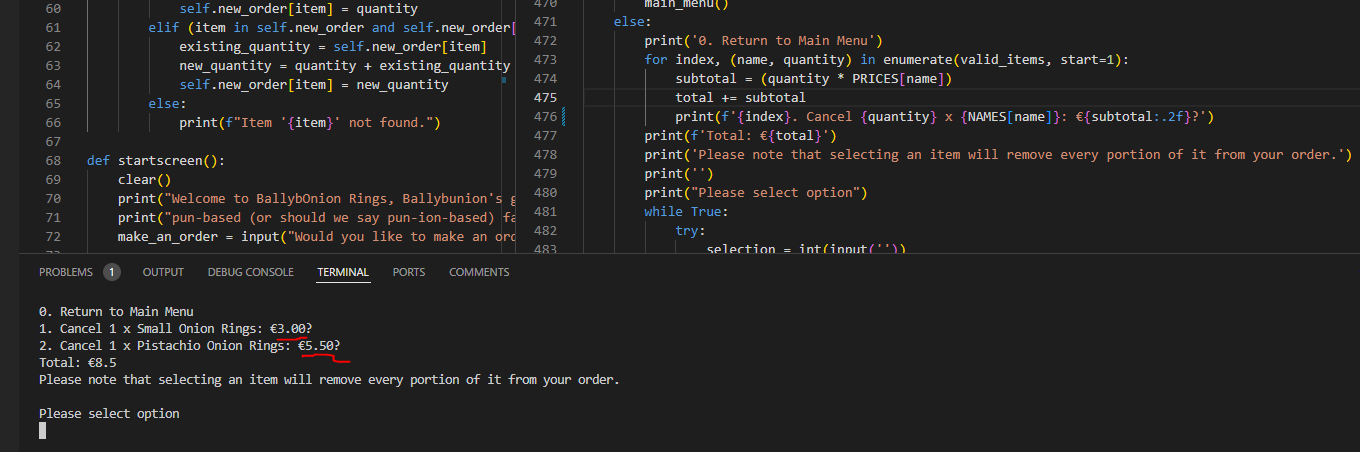 60 self.new_order[item] = quantity
61 elif (item in self.new_order and self.new_order[
62 existing_quantity = self.new_order[item]
63 new_quantity = quantity + existing_quantity
64 self.new_order[item] = new_quantity
65 else:
66 print(f"Item '{item}' not found.")
67
68 def startscreen():
69 clear()
70 print("Welcome to BallybOnion Rings, Ballybunion's g
71 print("pun-based (or should we say pun-ion-based) fa
72 make_an_order = input("Would you like to make an ord
470 main_menu()
471 else:
472 print('0. Return to Main Menu')
473 for index, (name, quantity) in enumerate(valid_items, start=1):
474 subtotal = (quantity * PRICES[name])
475 total += subtotal
476 print(f'{index}. Cancel {quantity} x {NAMES[name]}: €{subtotal:.2f}?')
477 print(f'Total: €{total}')
478 print('Please note that selecting an item will remove every portion of it from your order.')
479 print('')
480 print("Please select option")
481 while True:
482 try:
483 selection = int(input(''))
PROBLEMS 1 OUTPUT DEBUG CONSOLE TERMINAL PORTS COMMENTS
0. Return to Main Menu
1. Cancel 1 x Small Onion Rings: €3.00?
2. Cancel 1 x Pistachio Onion Rings: €5.50?
Total: €8.5
Please note that selecting an item will remove every portion of it from your order.
Please select option